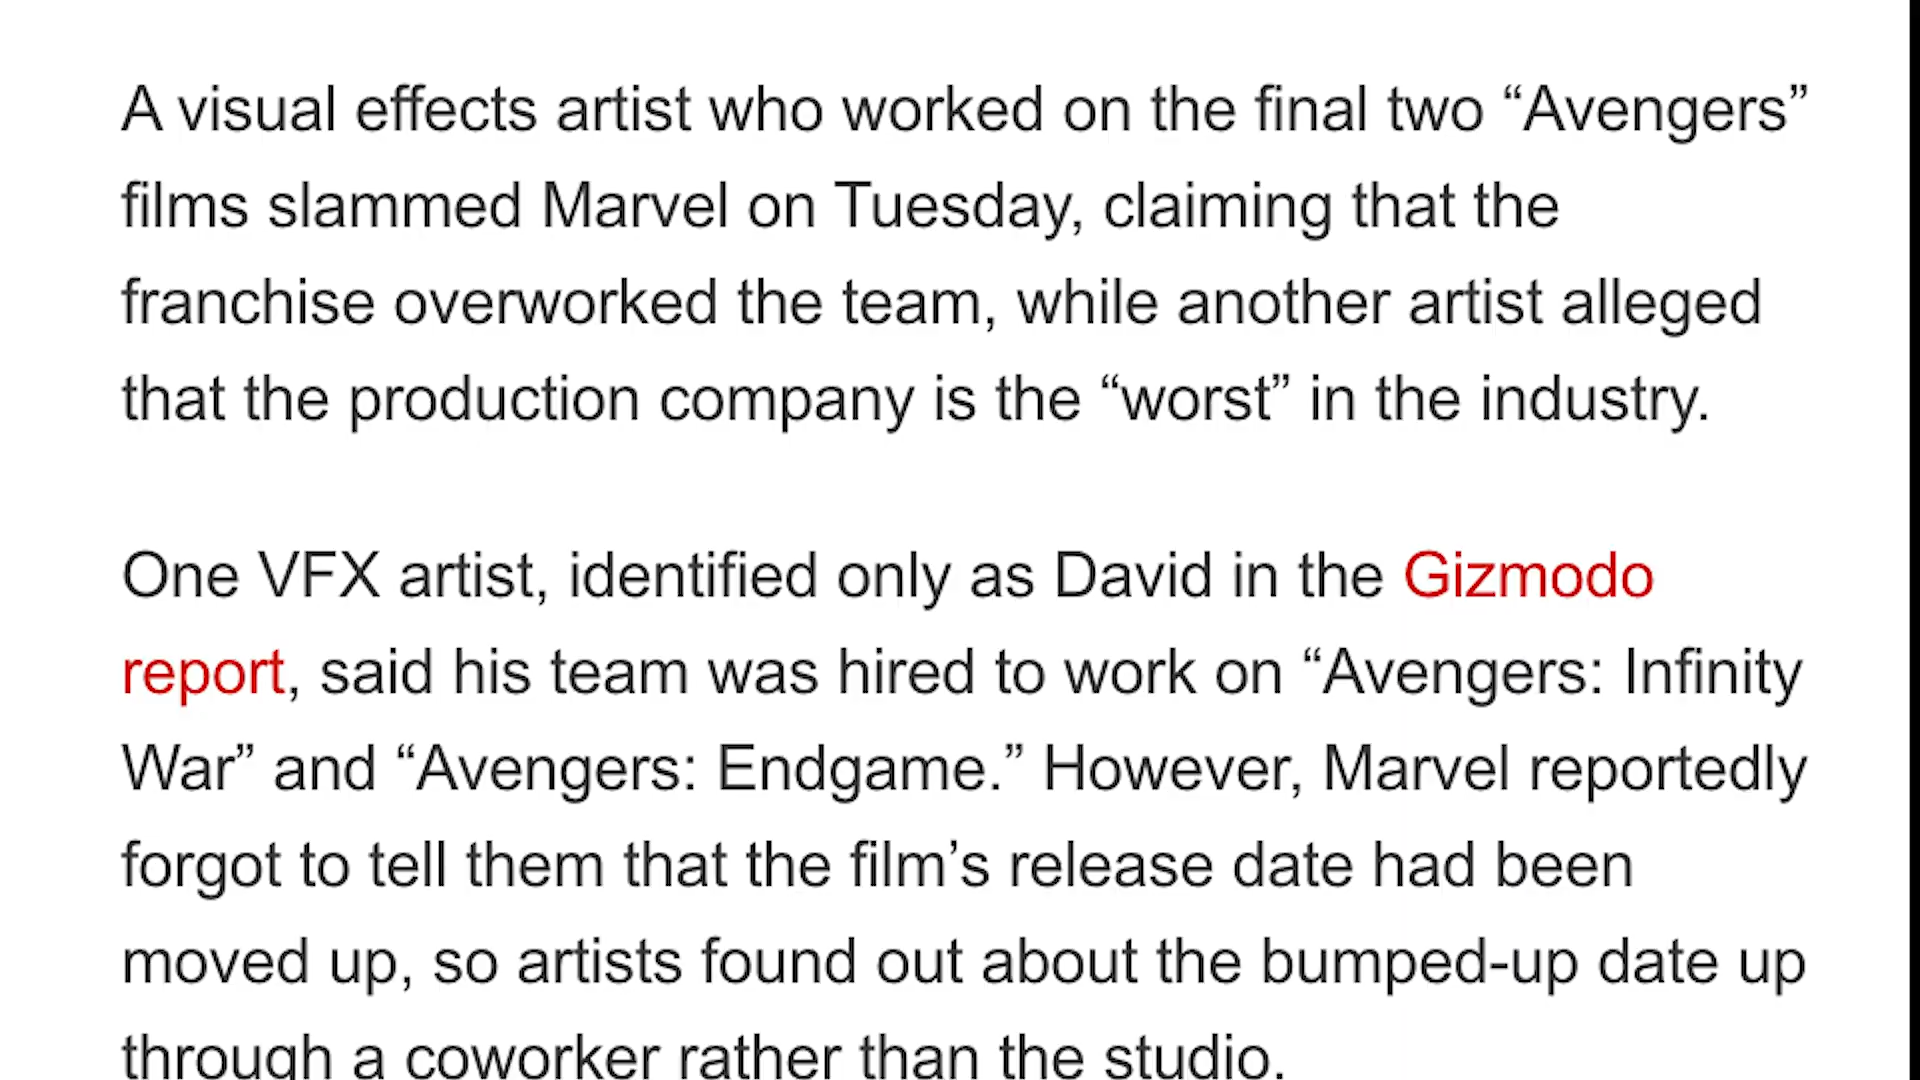 A visual effects artist who worked on the final two “Avengers”
films slammed Marvel on Tuesday, claiming that the
franchise overworked the team, while another artist alleged
that the production company is the “worst” in the industry.
One VFX artist, identified only as David in the Gizmodo
report, said his team was hired to work on “Avengers: Infinity
War” and “Avengers: Endgame.” However, Marvel reportedly
forgot to tell them that the film’s release date had been
moved up, so artists found out about the bumped-up date up
through a coworker rather than the studio.